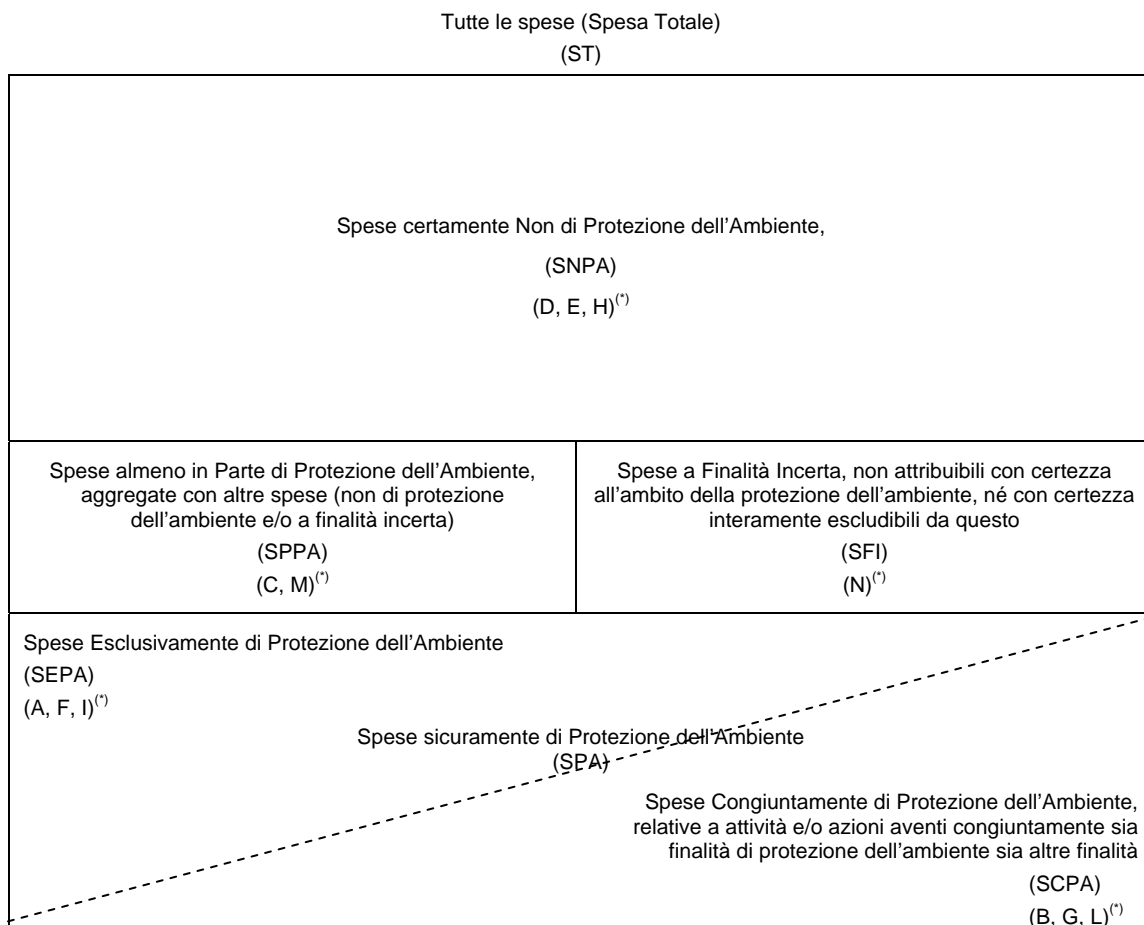 Tutte le spese (Spesa Totale)
(ST)
Spese certamente Non di Protezione dell'Ambiente,
(SNPA)
(D, E, H)(*)
Spese almeno in Parte di Protezione dell'Ambiente,
aggregate con altre spese (non di protezione
dell'ambiente e/o a finalità incerta)
(SPPA)
(C, M)(*)
Spese a Finalità Incerta, non attribuibili con certezza
all'ambito della protezione dell'ambiente, né con certezza
interamente escludibili da questo
(SFI)
(N)(*)
Spese Esclusivamente di Protezione dell'Ambiente
(SEPA)
(A, F, I)(*)
Spese sicuramente di Protezione dell'Ambiente
(SPA)
Spese Congiuntamente di Protezione dell'Ambiente,
relative a attività e/o azioni aventi congiuntamente sia
finalità di protezione dell'ambiente sia altre finalità
(SCPA)
(B, G, L)(*)